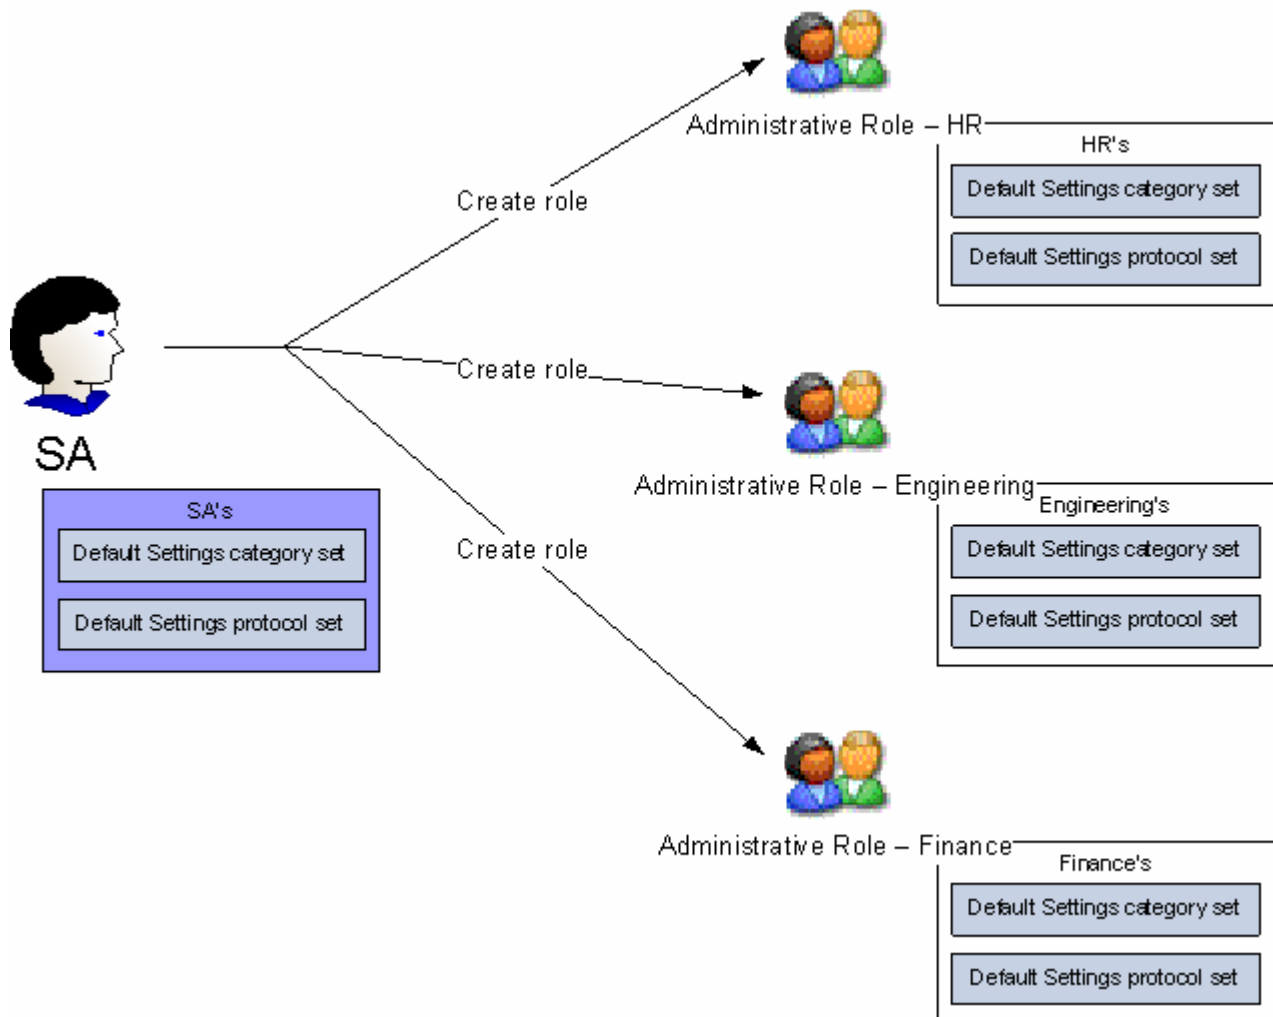 Administrative Role – HR
HR's
Default Settings category set
Default Settings protocol set
Create role
Create role
SA
SA's
Default Settings category set
Default Settings protocol set
Administrative Role – Engineering
Engineering's
Default Settings category set
Default Settings protocol set
Create role
Administrative Role – Finance
Finance's
Default Settings category set
Default Settings protocol set